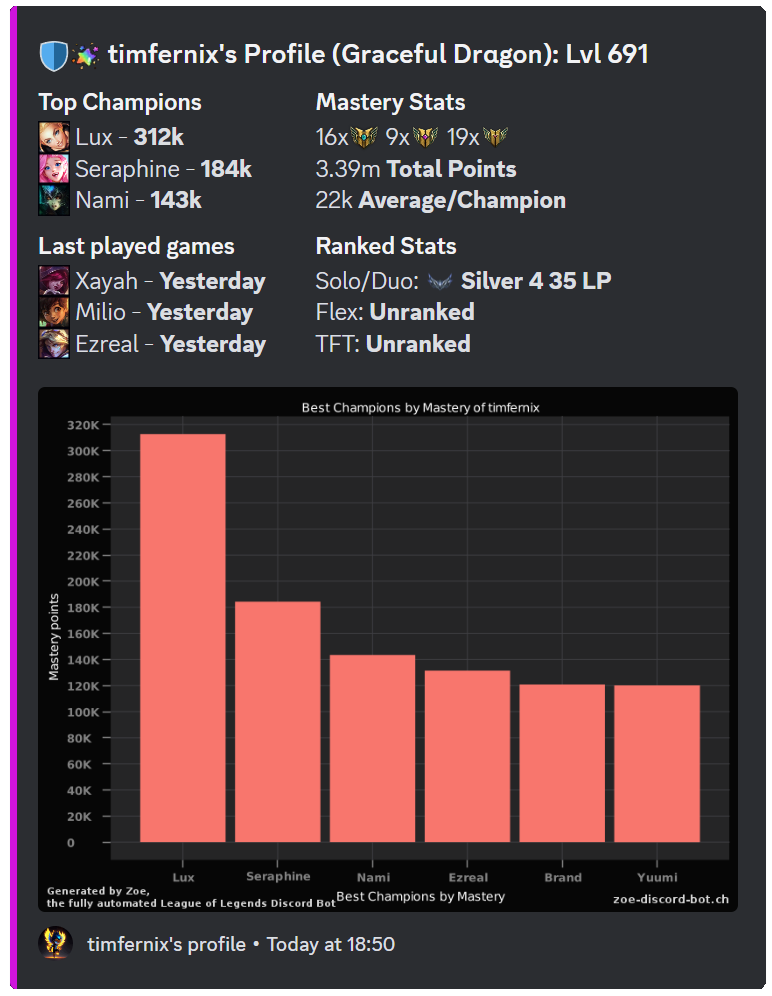 timfernix's Profile (Graceful Dragon): Lvl 691
Top Champions
Lux - 312k
Seraphine - 184k
Nami - 143k
Mastery Stats
16x 9x 19x
3.39m Total Points
22k Average/Champion
Last played games
Xayah - Yesterday
Milio - Yesterday
Ezreal - Yesterday
Ranked Stats
Solo/Duo: Silver 4 35 LP
Flex: Unranked
TFT: Unranked
Best Champions by Mastery of timfernix
Mastery points
320K
300K
280K
260K
240K
220K
200K
180K
160K
140K
120K
100K
80K
60K
40K
20K
0
Lux Seraphine Nami Ezreal Brand Yuumi
Best Champions by Mastery
Generated by Zoe,
the fully automated League of Legends Discord Bot
zoe-discord-bot.ch
timfernix's profile • Today at 18:50